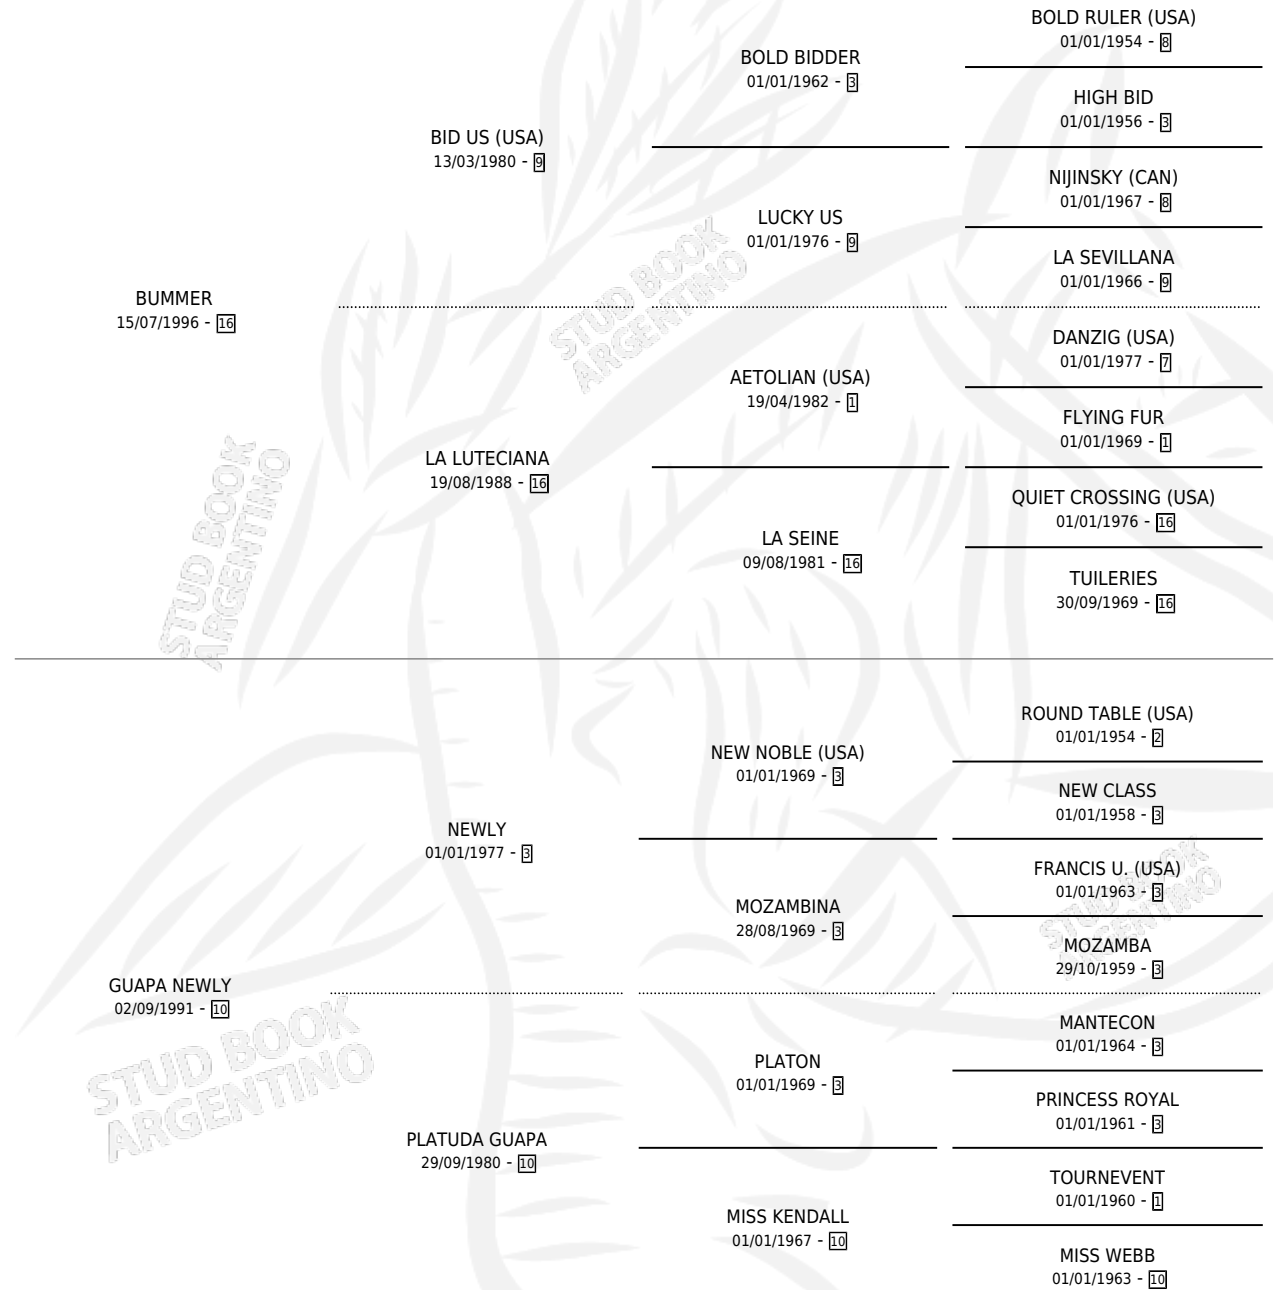 BOLD RULER (USA)
01/01/1954 - 8
BOLD BIDDER
01/01/1962 - 3
HIGH BID
01/01/1956 - 3
BID US (USA)
13/03/1980 - 9
NIJINSKY (CAN)
01/01/1967 - 8
LUCKY US
01/01/1976 - 9
LA SEVILLANA
01/01/1966 - 9
BUMMER
15/07/1996 - 16
STUD BOOK
ARGENTINO
DANZIG (USA)
01/01/1977 - 7
AETOLIAN (USA)
19/04/1982 - 1
FLYING FUR
01/01/1969 - 1
LA LUTECIANA
19/08/1988 - 16
QUIET CROSSING (USA)
01/01/1976 - 16
LA SEINE
09/08/1981 - 16
TUILERIES
30/09/1969 - 16
STUD BOOK
ARGENTINO
ROUND TABLE (USA)
01/01/1954 - 2
NEW NOBLE (USA)
01/01/1969 - 3
NEW CLASS
01/01/1958 - 3
NEWLY
01/01/1977 - 3
FRANCIS U. (USA)
01/01/1963 - 3
MOZAMBINA
28/08/1969 - 3
MOZAMBA
29/10/1959 - 3
STUD BOOK
ARGENTINO
GUAPA NEWLY
02/09/1991 - 10
MANTECON
01/01/1964 - 3
PLATON
01/01/1969 - 3
PRINCESS ROYAL
01/01/1961 - 3
STUD BOOK
ARGENTINO
PLATUDA GUAPA
29/09/1980 - 10
TOURNEVENT
01/01/1960 - 1
MISS KENDALL
01/01/1967 - 10
MISS WEBB
01/01/1963 - 10